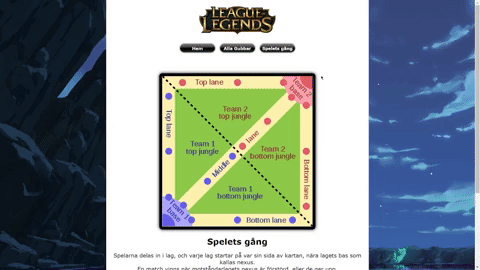 LEAGUE
of
LEGENDS
Hem
Alla Gubbar
Spelets gång
Top lane
Team 2
base
Team 2
top jungle
Top lane
lane
Team 1
top jungle
Team 2
bottom jungle
Middle
Bottom lane
Team 1
bottom jungle
Team 1
base
Bottom lane
Spelets gång
Spelarna delas in i lag, och varje lag startar på var sin sida av kartan, nära lagets bas som
kallas nexus.
En match vinns när motståndarlagets nexus är förstörd, eller de ger upp